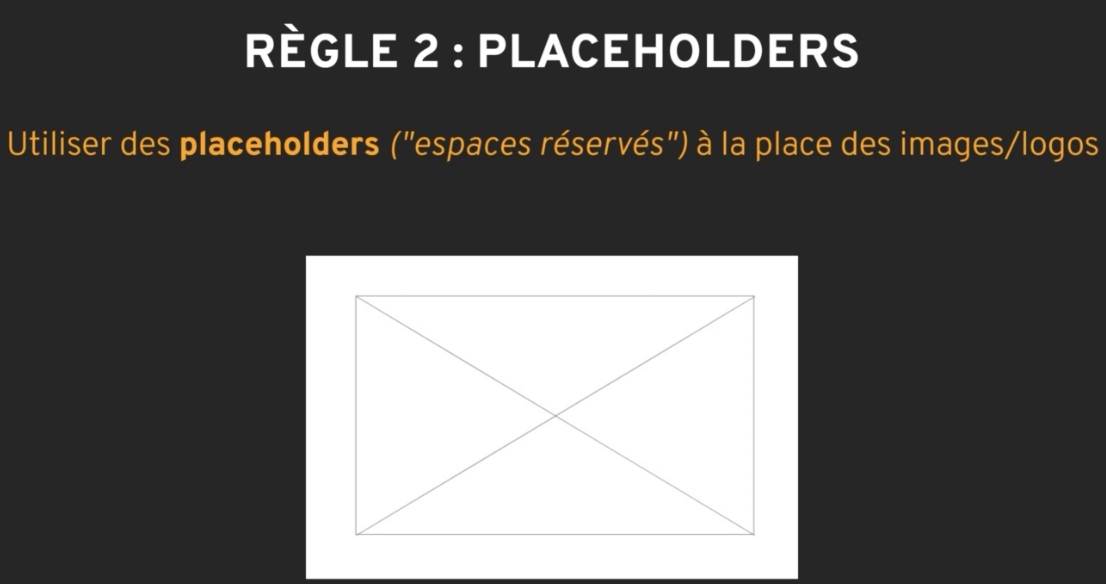 RÈGLE 2 : PLACEHOLDERS
Utiliser des placeholders ("espaces réservés") à la place des images/logos